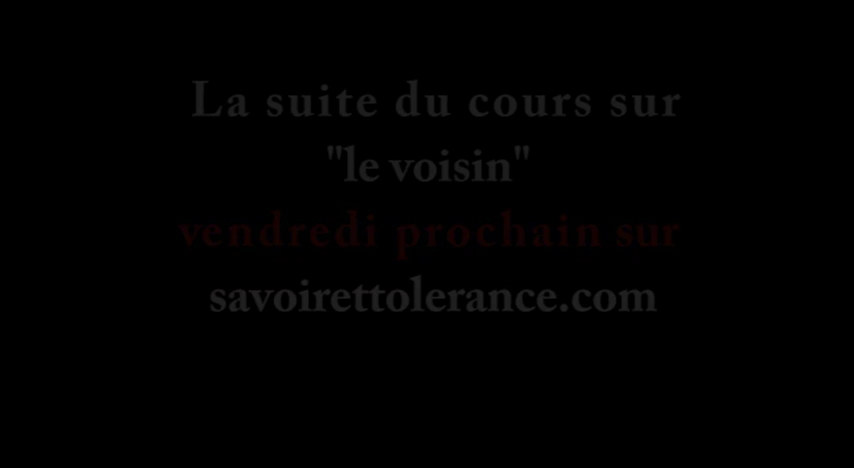 La suite du cours sur
"le voisin"
vendredi prochain sur
savoirettolerance.com